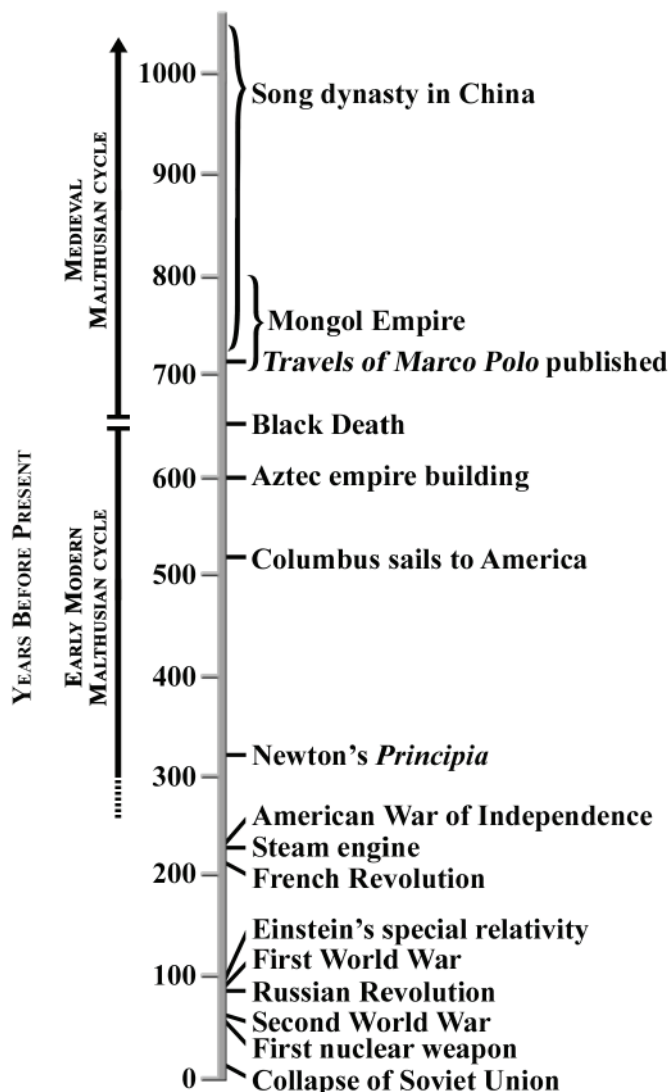 1000
Song dynasty in China
900
MEDIEVAL
MALTHUSIAN CYCLE
800
Mongol Empire
Travels of Marco Polo published
700
Black Death
600
Aztec empire building
YEARS BEFORE PRESENT
EARLY MODERN
MALTHUSIAN CYCLE
Columbus sails to America
500
400
Newton’s Principia
300
American War of Independence
Steam engine
200
French Revolution
Einstein’s special relativity
First World War
100
Russian Revolution
Second World War
First nuclear weapon
0
Collapse of Soviet Union